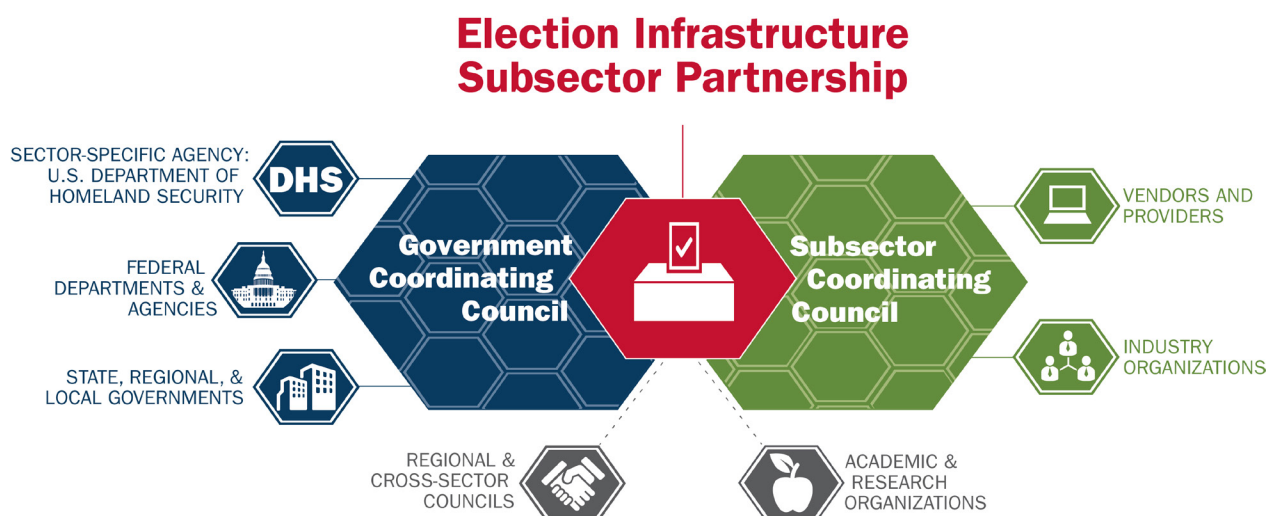 Election Infrastructure
Subsector Partnership
SECTOR-SPECIFIC AGENCY:
U.S. DEPARTMENT OF
HOMELAND SECURITY
DHS
FEDERAL
DEPARTMENTS &
AGENCIES
STATE, REGIONAL, &
LOCAL GOVERNMENTS
Government
Coordinating
Council
Subsector
Coordinating
Council
VENDORS AND
PROVIDERS
INDUSTRY
ORGANIZATIONS
REGIONAL &
CROSS-SECTOR
COUNCILS
ACADEMIC &
RESEARCH
ORGANIZATIONS